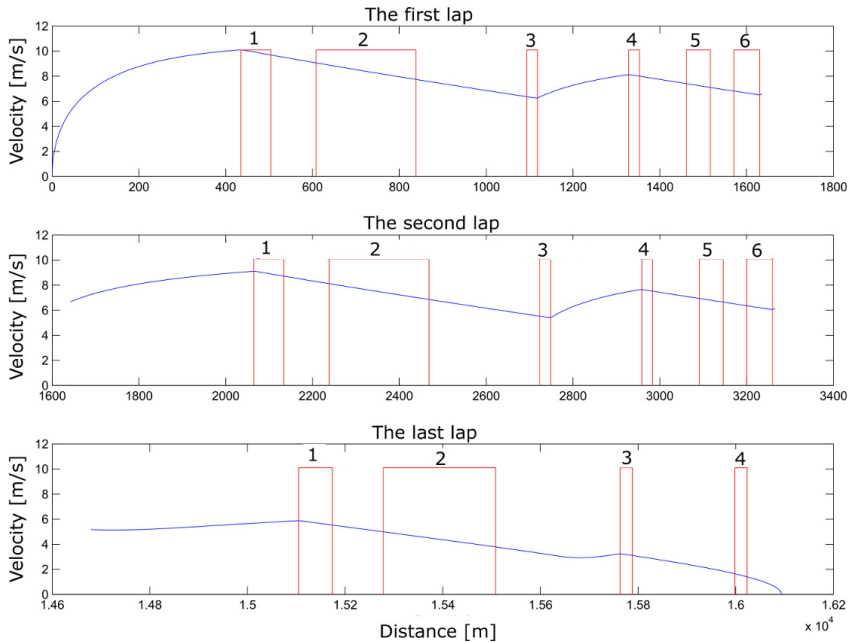 The first lap
Velocity [m/s]
12
10
8
6
4
2
0
1 2 3 4 5 6
0 200 400 600 800 1000 1200 1400 1600 1800
The second lap
Velocity [m/s]
12
10
8
6
4
2
0
1 2 3 4 5 6
1600 1800 2000 2200 2400 2600 2800 3000 3200 3400
The last lap
Velocity [m/s]
12
10
8
6
4
2
0
1 2 3 4
1.46 1.48 1.5 1.52 1.54 1.56 1.58 1.6 1.62
x 10⁴
Distance [m]